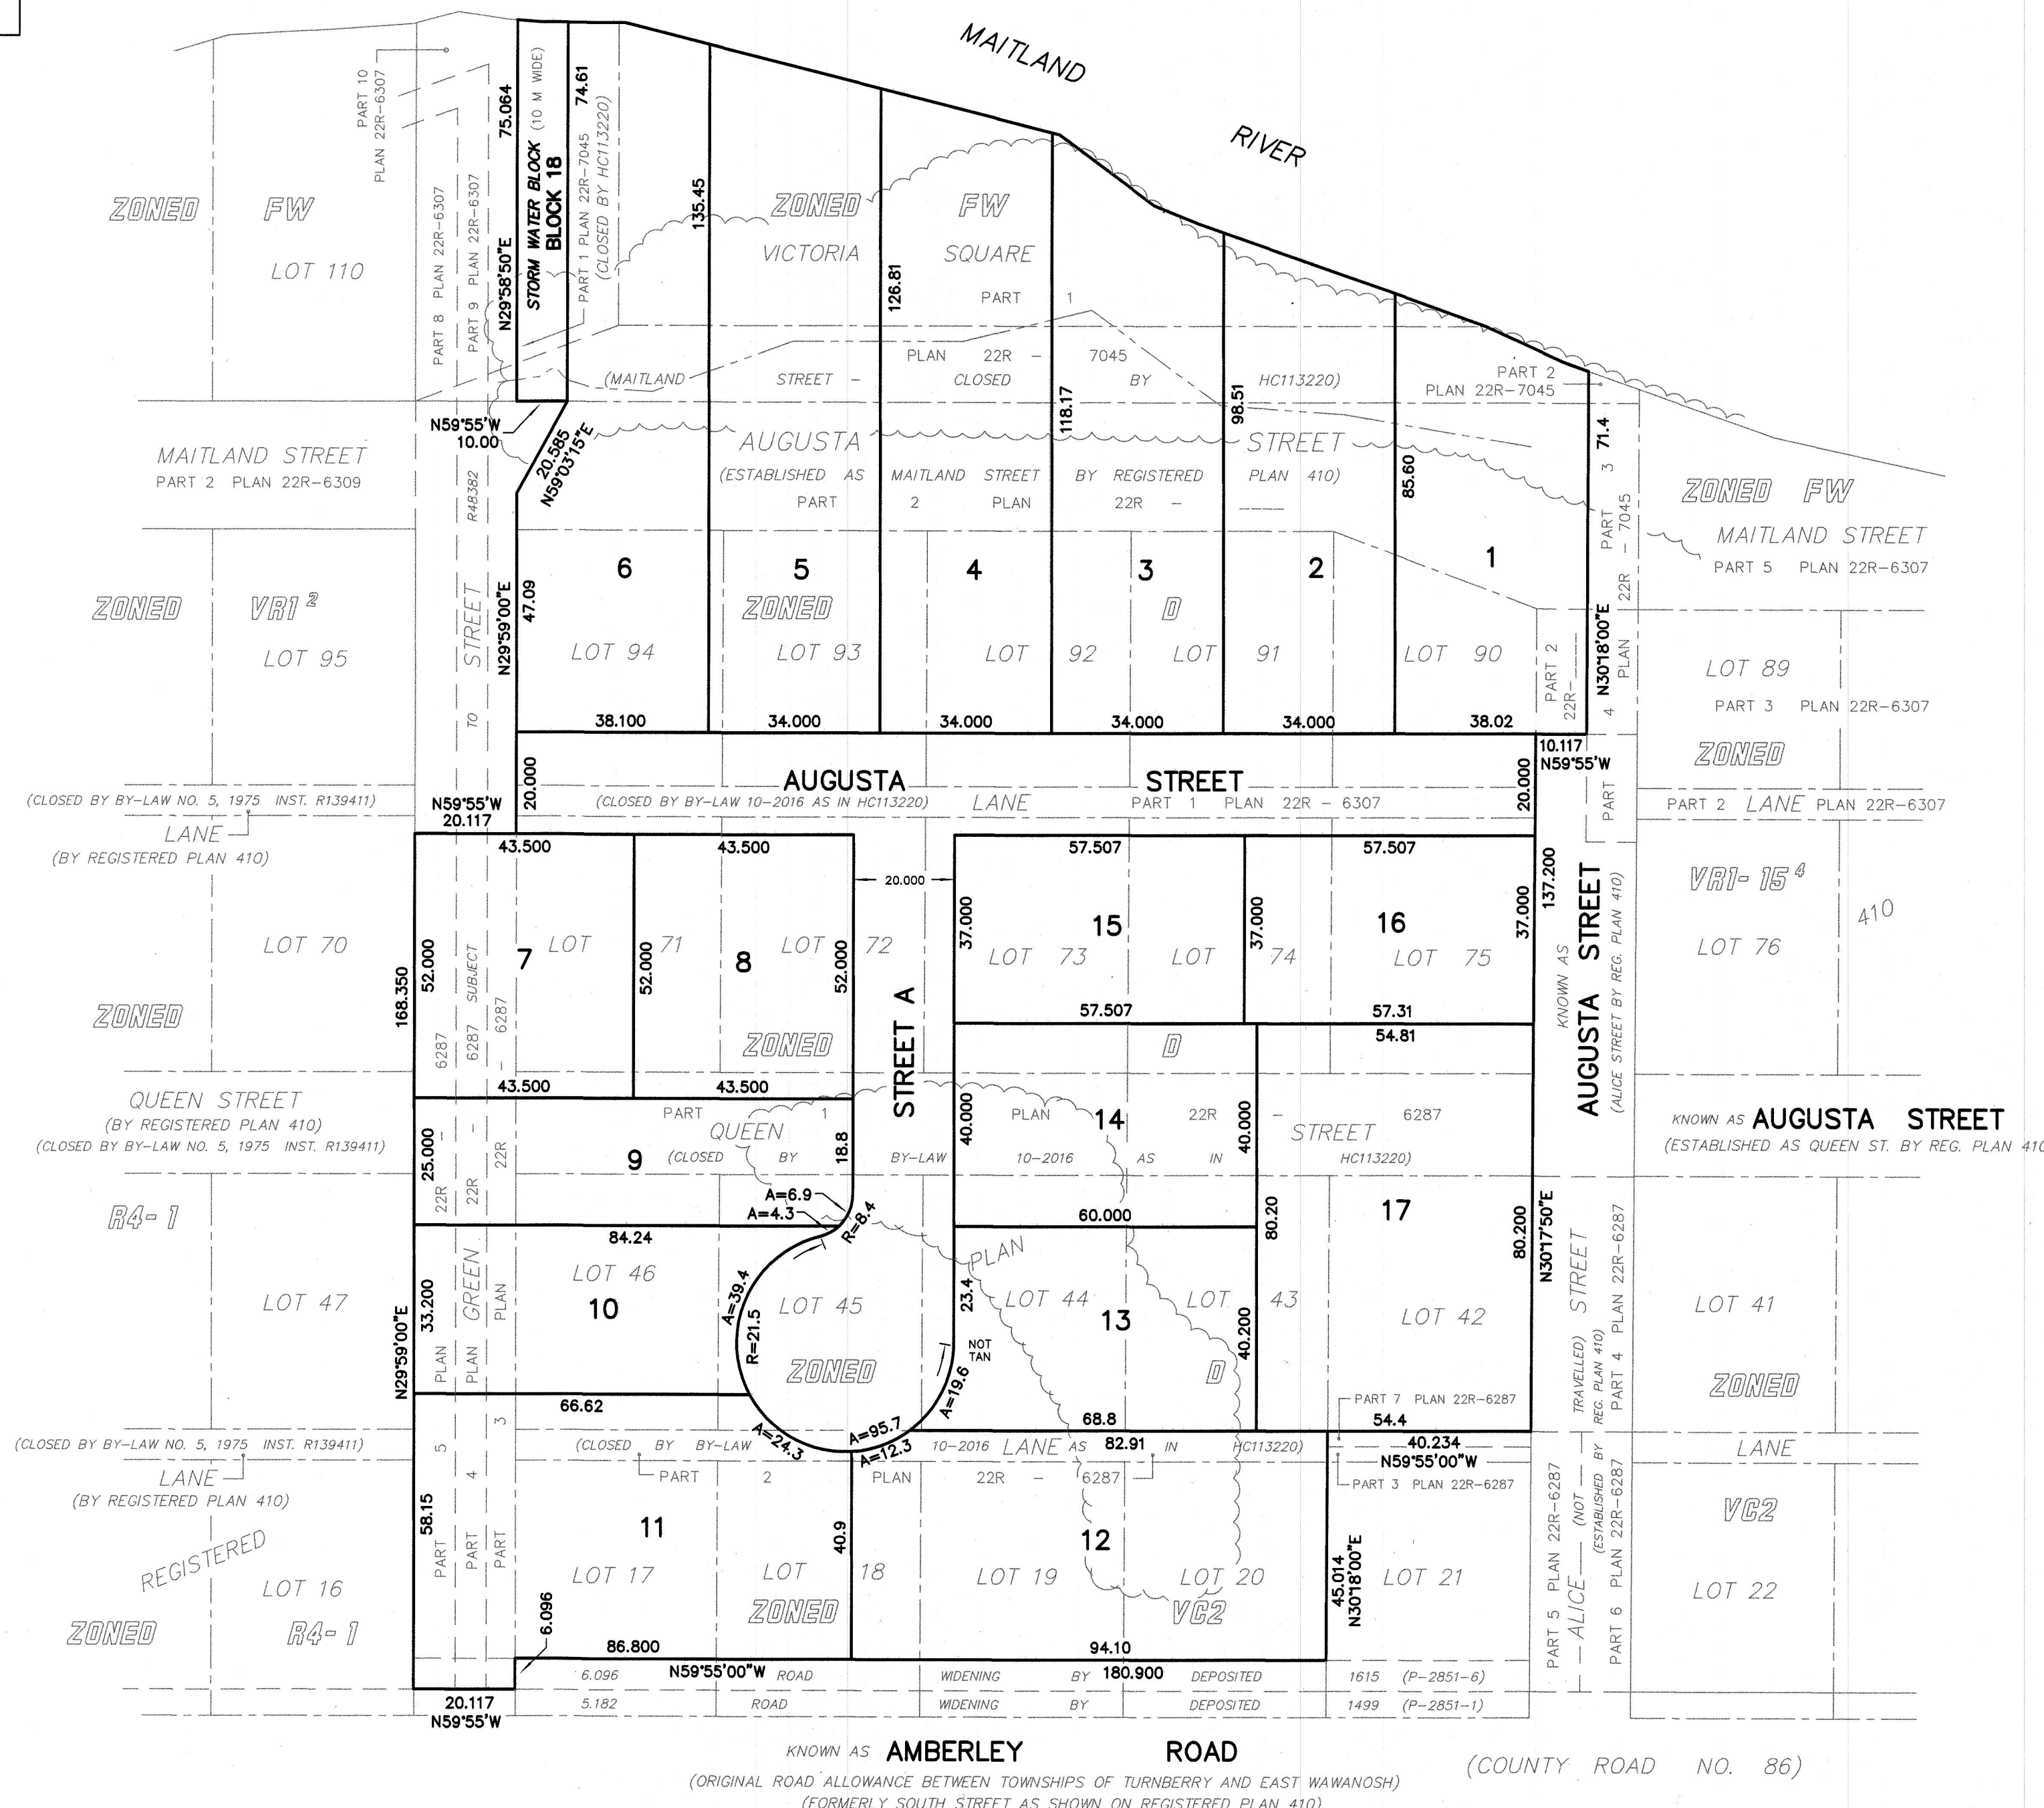 MAITLAND
RIVER
PART 10
PLAN 22R-6307
75.064
N29°58'50"E
STORM WATER BLOCK (10 M WIDE)
BLOCK 18
74.61
PART 1 PLAN 22R-7045
(CLOSED BY HC113220)
PART 8 PLAN 22R-6307
PART 9 PLAN 22R-6307
ZONED FW
LOT 110
135.45
ZONED FW
VICTORIA SQUARE
PART 1
126.81
PLAN 22R - 7045
(MAITLAND STREET - CLOSED BY HC113220)
118.17
98.51
PART 2
PLAN 22R-7045
N59°55'W
10.00
20.585
N59°03'15"E
AUGUSTA STREET
(ESTABLISHED AS MAITLAND STREET BY REGISTERED PLAN 410)
PART 2 PLAN 22R -
85.60
71.4
PART 3
PLAN 22R - 7045
4
MAITLAND STREET
PART 2 PLAN 22R-6309
R48382
ZONED FW
MAITLAND STREET
PART 5 PLAN 22R-6307
ZONED VR1 2
LOT 95
STREET
TO
N29°59'00"E
47.09
6
5
4
3
2
1
ZONED D
LOT 94
LOT 93
LOT 92
LOT 91
LOT 90
PART 2
22R-
N30°18'00"E
LOT 89
PART 3 PLAN 22R-6307
ZONED
38.100
34.000
34.000
34.000
34.000
38.02
10.117
N59°55'W
20.000
AUGUSTA STREET
20.000
(CLOSED BY BY-LAW NO. 5, 1975 INST. R139411)
N59°55'W
20.117
(CLOSED BY BY-LAW 10-2016 AS IN HC113220) LANE PART 1 PLAN 22R - 6307
PART
PART 2 LANE PLAN 22R-6307
LANE
(BY REGISTERED PLAN 410)
43.500
43.500
20.000
57.507
57.507
137.200
VR1- 15 4
410
LOT 70
52.000
7
LOT 71
52.000
8
LOT 72
52.000
37.000
15
LOT 73
37.000
LOT 74
16
LOT 75
37.000
KNOWN AS
AUGUSTA STREET
(ALICE STREET BY REG. PLAN 410)
LOT 76
168.350
ZONED
6287
6287 SUBJECT
- 6287
ZONED
STREET A
57.507
57.31
54.81
D
43.500
43.500
QUEEN STREET
(BY REGISTERED PLAN 410)
(CLOSED BY BY-LAW NO. 5, 1975 INST. R139411)
PART 1 PLAN 22R - 6287
QUEEN STREET
(CLOSED BY BY-LAW 10-2016 AS IN HC113220)
25.000
22R -
22R -
22R
9
18.8
40.000
14
40.000
KNOWN AS AUGUSTA STREET
(ESTABLISHED AS QUEEN ST. BY REG. PLAN 410
R4-1
A=6.9
A=4.3
R=8.4
84.24
60.000
80.20
17
80.200
N30°17'50"E
LOT 46
10
LOT 47
33.200
N29°59'00"E
PLAN
PLAN GREEN
PLAN
A=39.4
R=21.5
LOT 45
ZONED
PLAN
23.4
LOT 44
13
LOT 43
40.200
LOT 42
D
NOT
TAN
A=19.6
TRAVELLED) STREET
REG. PLAN 410)
PART 4 PLAN 22R-6287
LOT 41
ZONED
66.62
PART 7 PLAN 22R-6287
68.8
54.4
A=95.7
A=24.3
A=12.3
(CLOSED BY BY-LAW NO. 5, 1975 INST. R139411)
(CLOSED BY BY-LAW 10-2016 LANE AS 82.91 IN HC113220)
40.234
N59°55'00"W
LANE
LANE
(BY REGISTERED PLAN 410)
PART 2 PLAN 22R - 6287
PART 3 PLAN 22R-6287
PART 5
PART 4
PART 3
58.15
11
40.9
12
VC2
REGISTERED
LOT 16
LOT 17
LOT 18
LOT 19
LOT 20
45.014
N30°18'00"E
LOT 21
PART 5 PLAN 22R-6287
ALICE (NOT
(ESTABLISHED BY
PART 6 PLAN 22R-6287
LOT 22
ZONED R4-1
ZONED
VC2
6.096
86.800
94.10
6.096 N59°55'00"W ROAD WIDENING BY 180.900 DEPOSITED 1615 (P-2851-6)
20.117
N59°55'W
5.182 ROAD WIDENING BY DEPOSITED 1499 (P-2851-1)
KNOWN AS AMBERLEY ROAD
(COUNTY ROAD NO. 86)
(ORIGINAL ROAD ALLOWANCE BETWEEN TOWNSHIPS OF TURNBERRY AND EAST WAWANOSH)
(FORMERLY SOUTH STREET AS SHOWN ON REGISTERED PLAN 410)